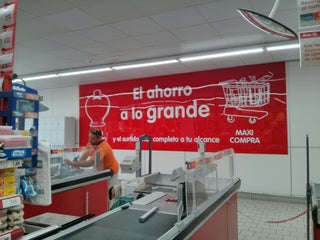 El ahorro
a lo grande
y el surtido más completo a tu alcance
MAXI
COMPRA